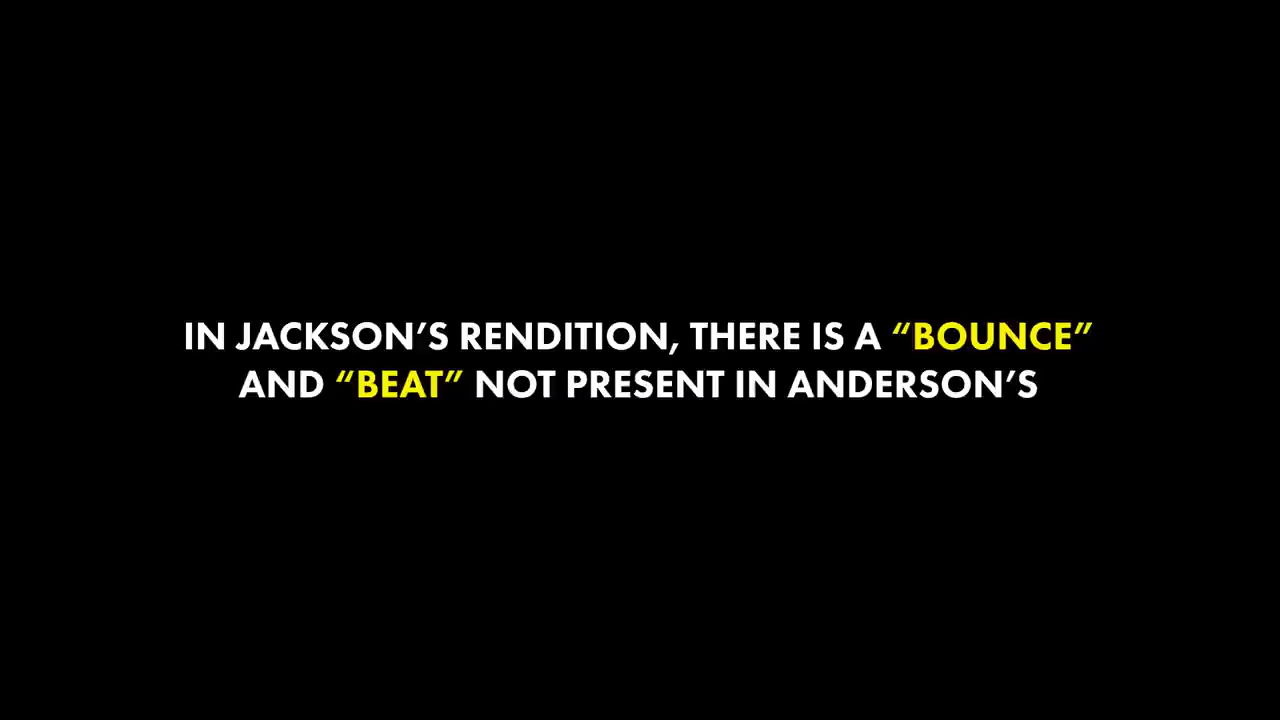 IN JACKSON’S RENDITION, THERE IS A “BOUNCE”
AND “BEAT” NOT PRESENT IN ANDERSON’S